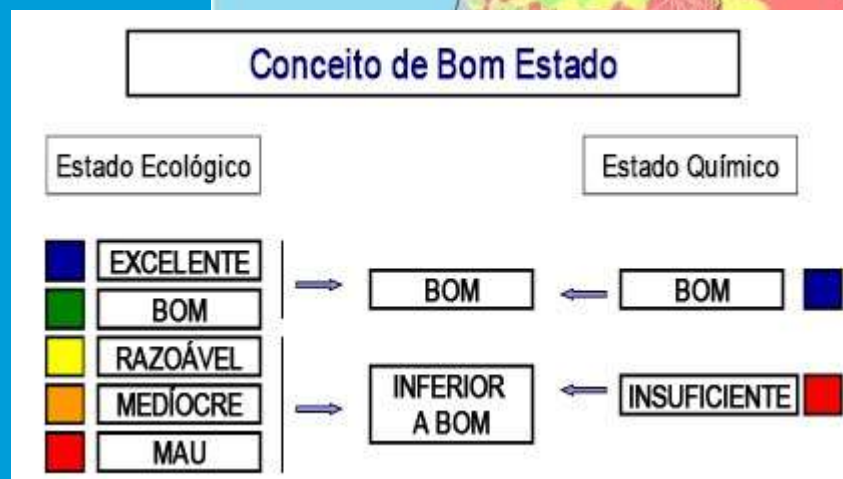 Conceito de Bom Estado
Estado Ecológico
Estado Químico
EXCELENTE
BOM
RAZOÁVEL
MEDÍOCRE
MAU
BOM
INFERIOR
A BOM
BOM
INSUFICIENTE